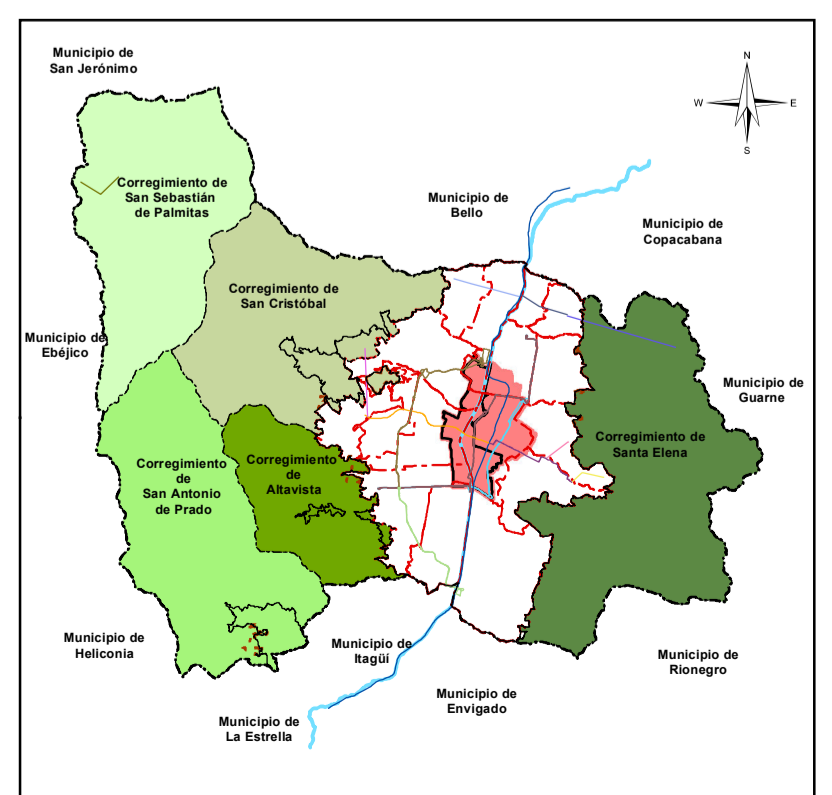 Municipio de
San Jerónimo
N
W
E
S
Corregimiento de
San Sebastián
de Palmitas
Municipio de
Bello
Municipio de
Copacabana
Corregimiento de
San Cristóbal
Municipio de
Ebéjico
Municipio de
Guarne
Corregimiento de
Santa Elena
Corregimiento
de
San Antonio
de Prado
Corregimiento
de
Altavista
Municipio de
Heliconia
Municipio de
Itagüí
Municipio de
Rionegro
Municipio de
Envigado
Municipio de
La Estrella